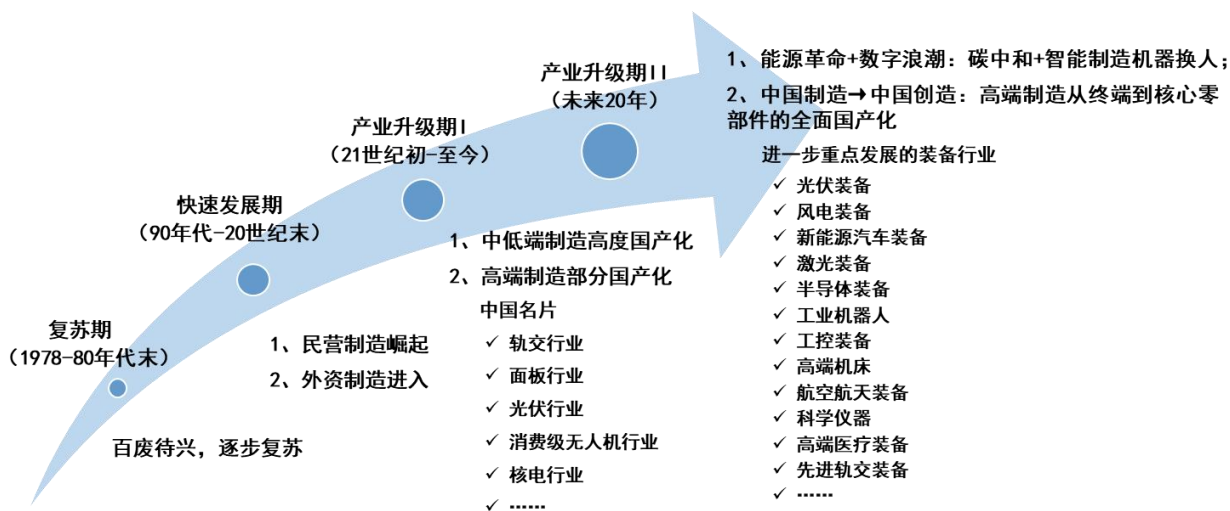 复苏期
（1978-80年代末）
百废待兴，逐步复苏
快速发展期
（90年代-20世纪末）
1、民营制造崛起
2、外资制造进入
产业升级期I
（21世纪初-至今）
1、中低端制造高度国产化
2、高端制造部分国产化
中国名片
✓ 轨交行业
✓ 面板行业
✓ 光伏行业
✓ 消费级无人机行业
✓ 核电行业
✓ ……
产业升级期II
（未来20年）
1、能源革命+数字浪潮：碳中和+智能制造机器换人；
2、中国制造→中国创造：高端制造从终端到核心零
部件的全面国产化
进一步重点发展的装备行业
✓ 光伏装备
✓ 风电装备
✓ 新能源汽车装备
✓ 激光装备
✓ 半导体装备
✓ 工业机器人
✓ 工控装备
✓ 高端机床
✓ 航空航天装备
✓ 科学仪器
✓ 高端医疗装备
✓ 先进轨交装备
✓ ……